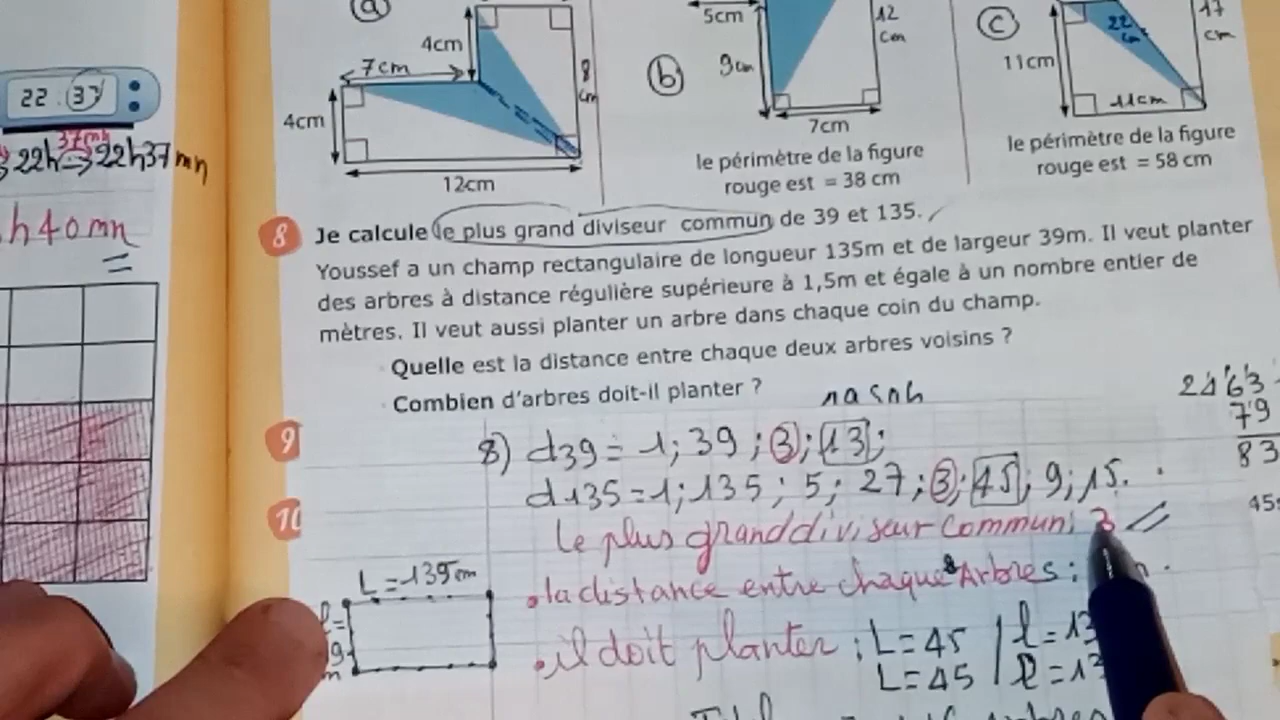 a
4cm
7cm
8 cm
4cm
12cm
b
5cm
9cm
12 cm
7cm
le périmètre de la figure
rouge est = 38 cm
c
22 cm
17 cm
11cm
11cm
le périmètre de la figure
rouge est = 58 cm
22 . 37
37mn
22h → 22h37mn
h40mn
8 Je calcule le plus grand diviseur commun de 39 et 135.
Youssef a un champ rectangulaire de longueur 135m et de largeur 39m. Il veut planter
des arbres à distance régulière supérieure à 1,5m et égale à un nombre entier de
mètres. Il veut aussi planter un arbre dans chaque coin du champ.
Quelle est la distance entre chaque deux arbres voisins ?
Combien d'arbres doit-il planter ?
9
10
8) d39 = 1; 39 ; 3; 13;
d135 = 1; 135; 5; 27; 3; 45; 9; 15.
Le plus grand diviseur commun: 3
. la distance entre chaque Arbres :
. il doit planter : L = 45 / l = 13
L = 45 / l = 13
79
83